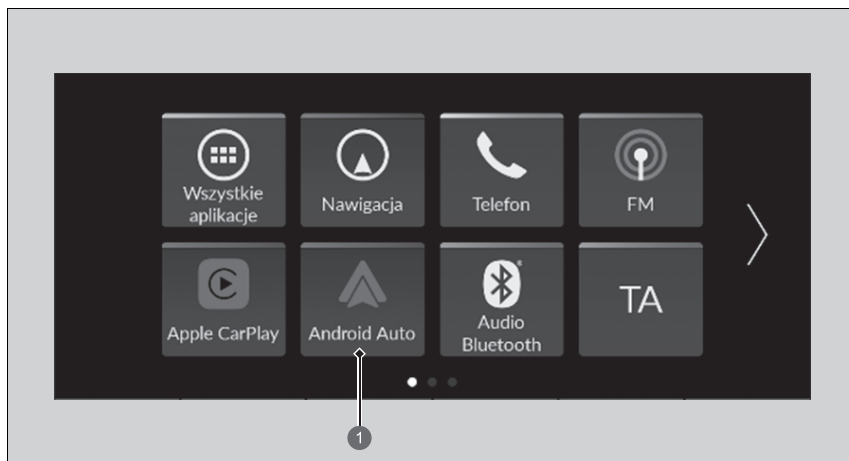 Wszystkie
aplikacje
Nawigacja
Telefon
FM
Apple CarPlay
Android Auto
Audio
Bluetooth
TA
1